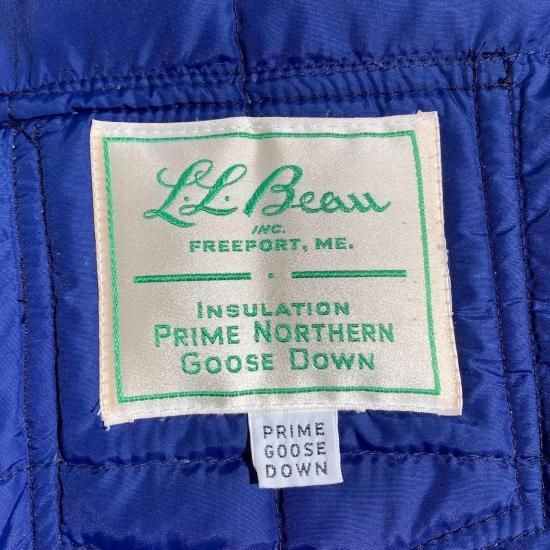 L.L. Bean
INC.
FREEPORT, ME.
INSULATION
PRIME NORTHERN
GOOSE DOWN
PRIME
GOOSE
DOWN